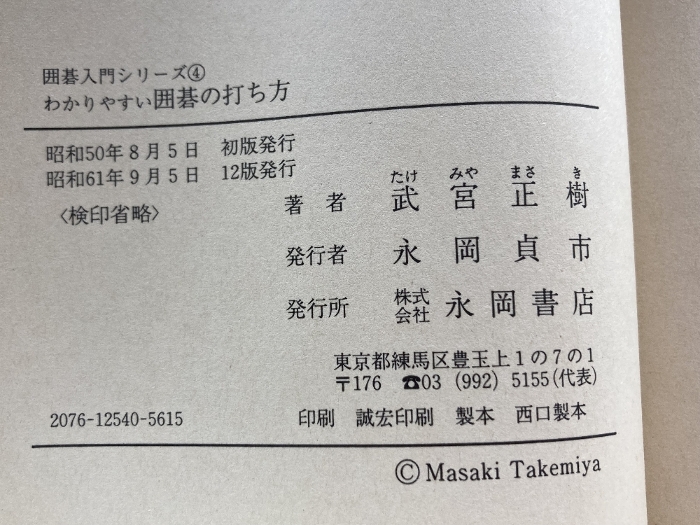 囲碁入門シリーズ④
わかりやすい囲碁の打ち方
昭和50年8月5日 初版発行
昭和61年9月5日 12版発行
〈検印省略〉
たけ みや まさ き
著者 武宮正樹
発行者 永岡貞市
発行所 株式会社 永岡書店
東京都練馬区豊玉上1の7の1
〒176 ☎03 (992) 5155(代表)
2076-12540-5615 印刷 誠宏印刷 製本 西口製本
©Masaki Takemiya